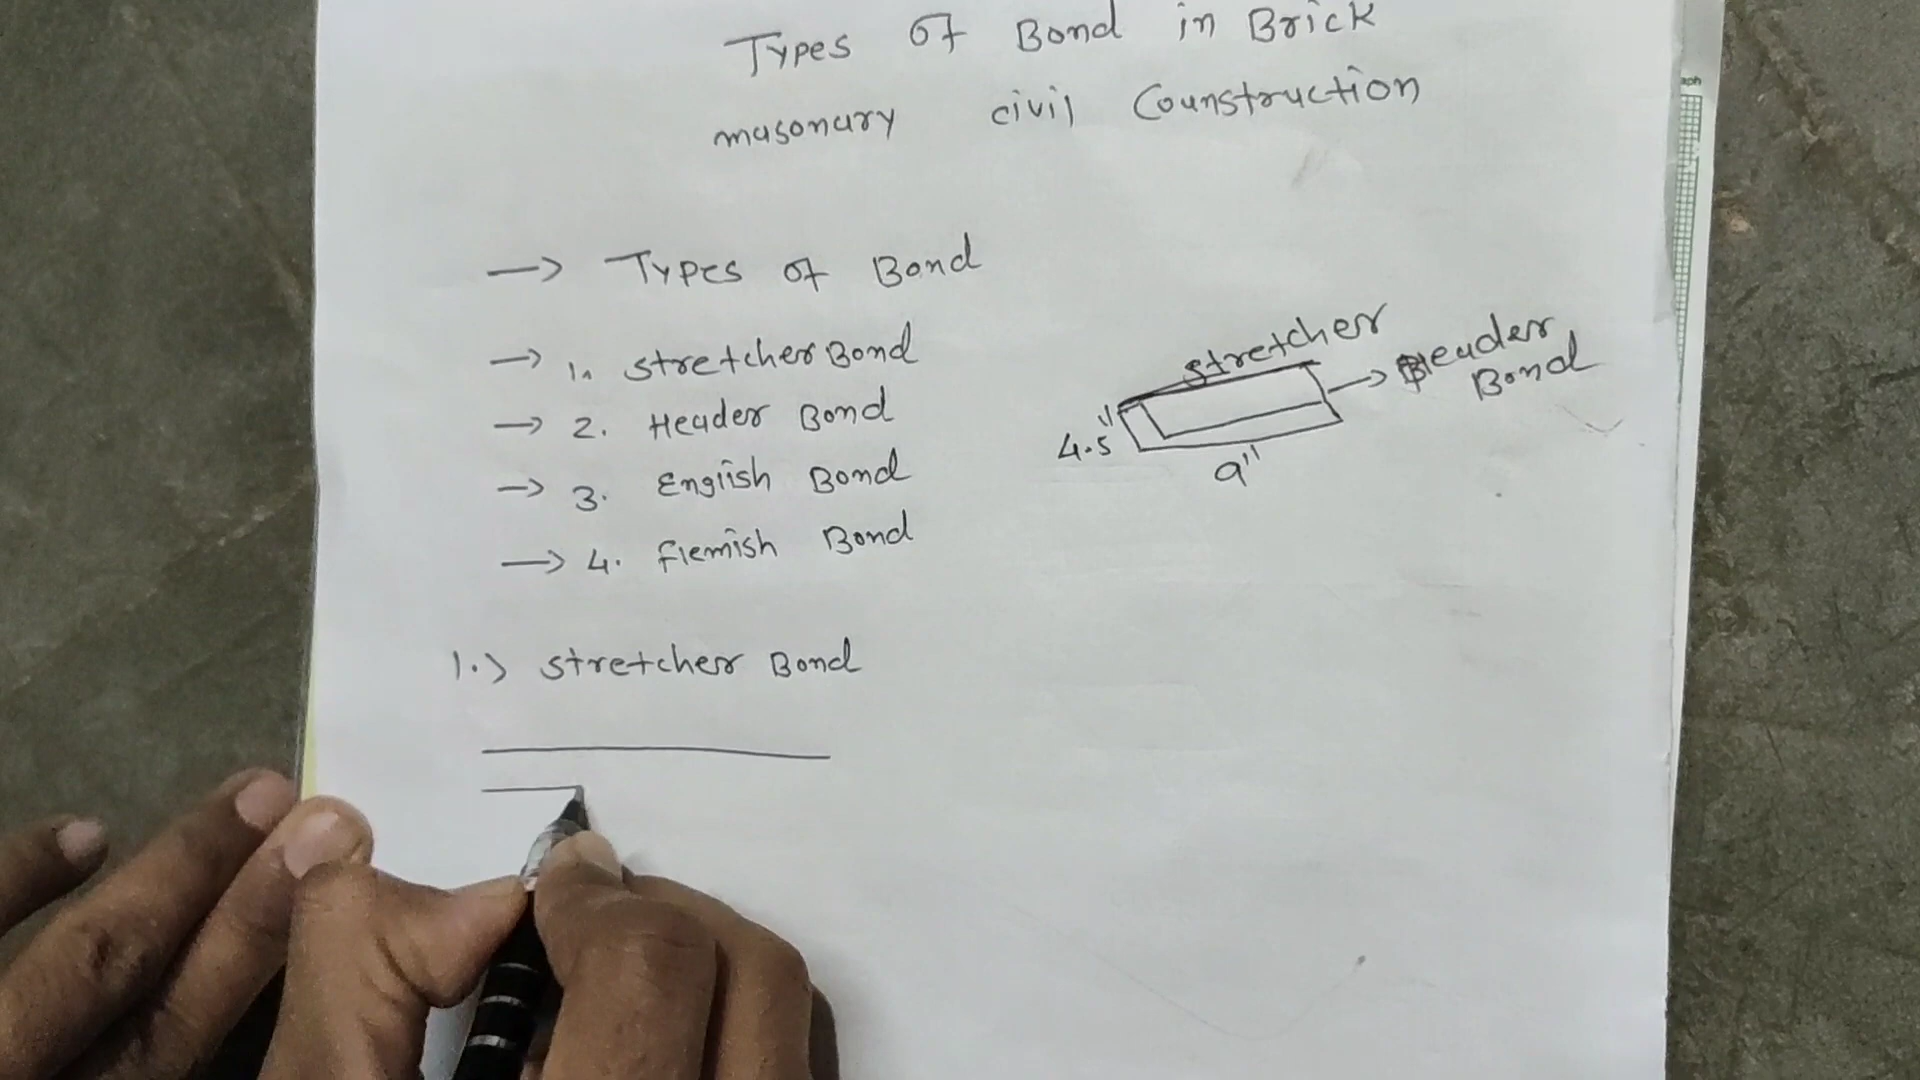 Types of Bond in Brick
masonary civil Counstruction
→ Types of Bond
→ 1. Stretcher Bond
→ 2. Header Bond
→ 3. English Bond
→ 4. Flemish Bond
Stretcher
→ Header
Bond
4.5"
9"
1.) Stretcher Bond